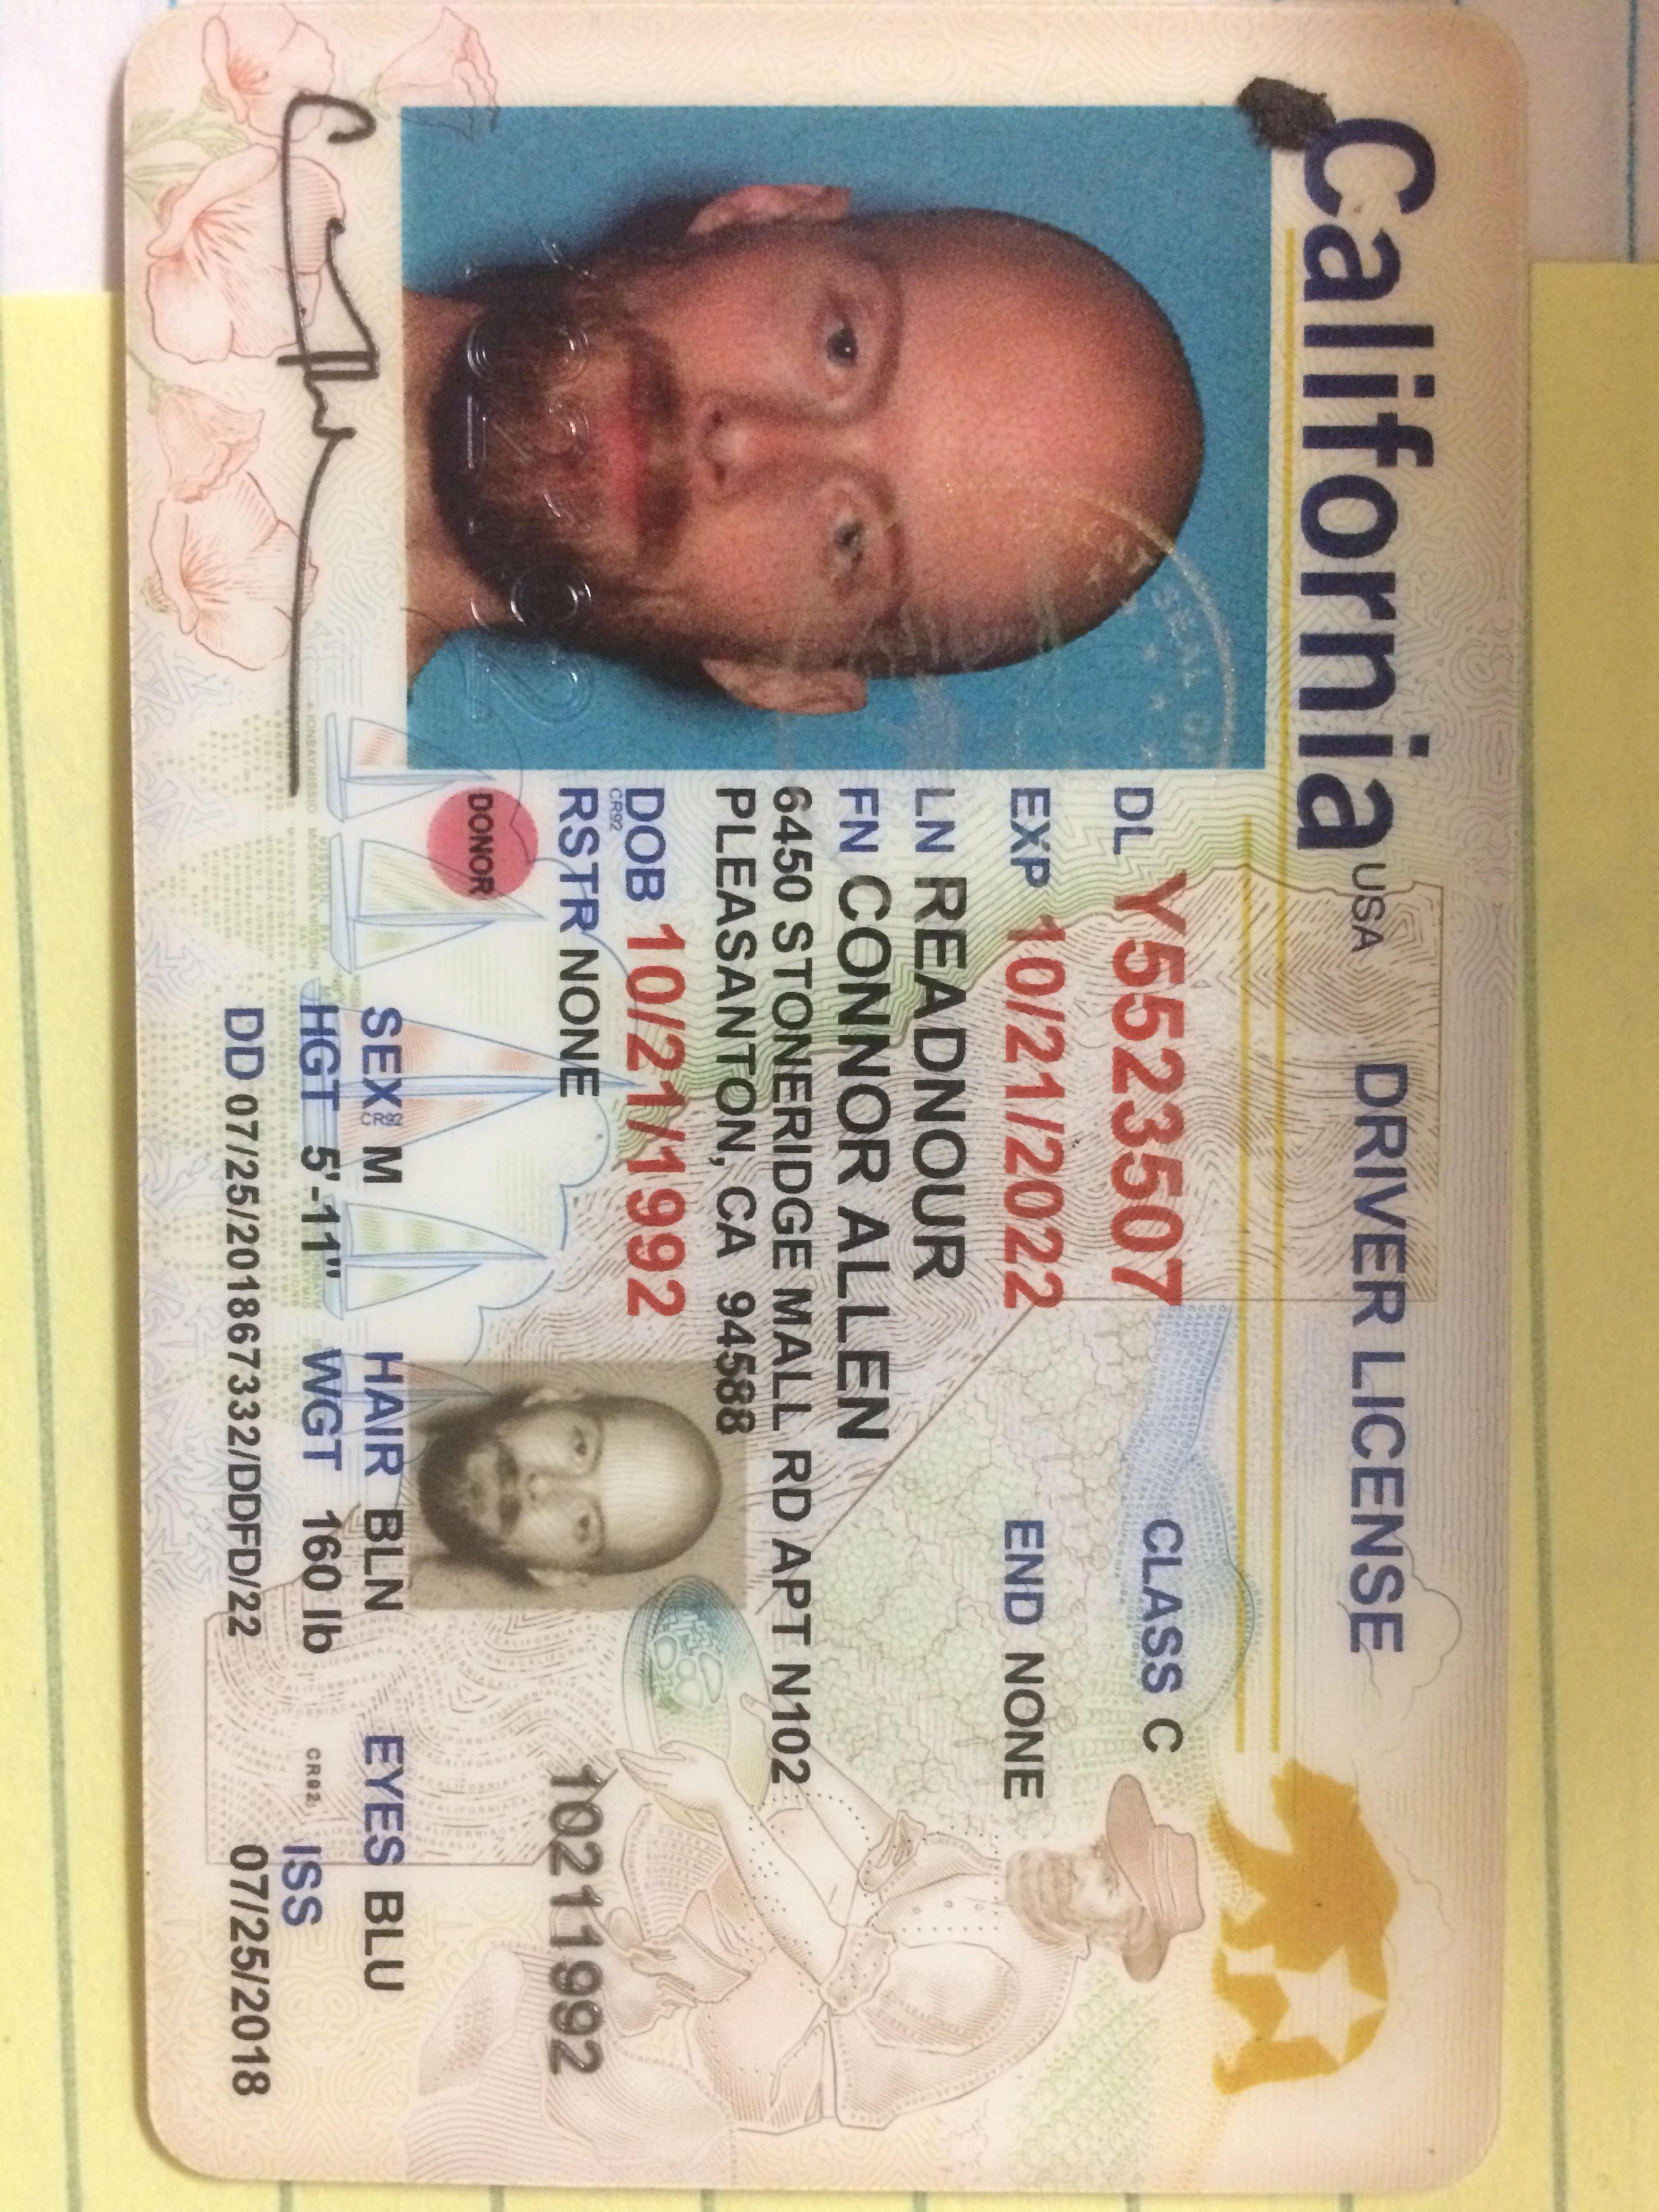 California USA DRIVER LICENSE
DL Y5523507 CLASS C
EXP 10/21/2022 END NONE
LN READNOUR
FN CONNOR ALLEN
6450 STONERIDGE MALL RD APT N102
PLEASANTON, CA 94588
DOB 10/21/1992
CR92
RSTR NONE 10211992
DONOR
SEX M HAIR BLN EYES BLU
CR92
HGT 5'-11" WGT 160 lb ISS
CR92
DD 07/25/201867332/DDFD/22 07/25/2018